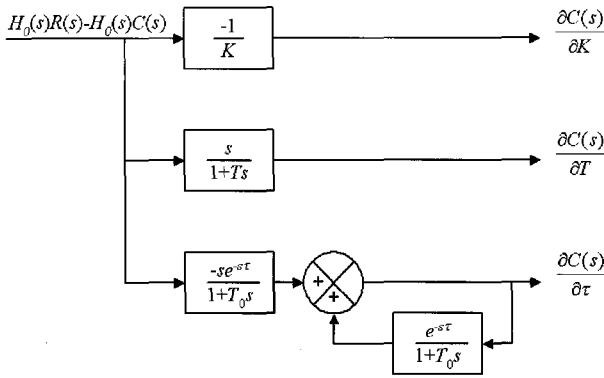 H₀(s)R(s)-H₀(s)C(s)
-1
K
∂C(s)
∂K
s
1+Ts
∂C(s)
∂T
-se^-sτ
1+T₀s
+
+
∂C(s)
∂τ
e^-sτ
1+T₀s